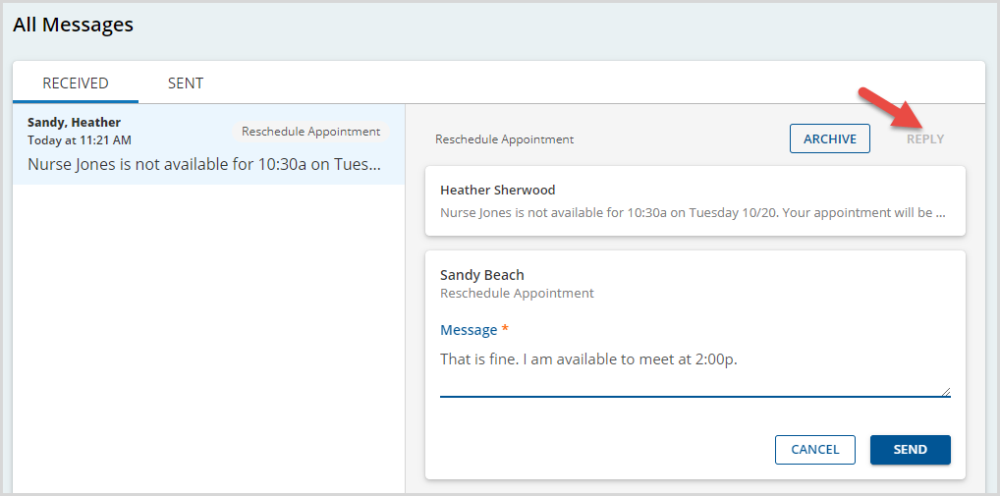 All Messages
RECEIVED
SENT
Sandy, Heather
Today at 11:21 AM
Reschedule Appointment
Nurse Jones is not available for 10:30a on Tues...
Reschedule Appointment
ARCHIVE
REPLY
Heather Sherwood
Nurse Jones is not available for 10:30a on Tuesday 10/20. Your appointment will be ...
Sandy Beach
Reschedule Appointment
Message *
That is fine. I am available to meet at 2:00p.
CANCEL
SEND